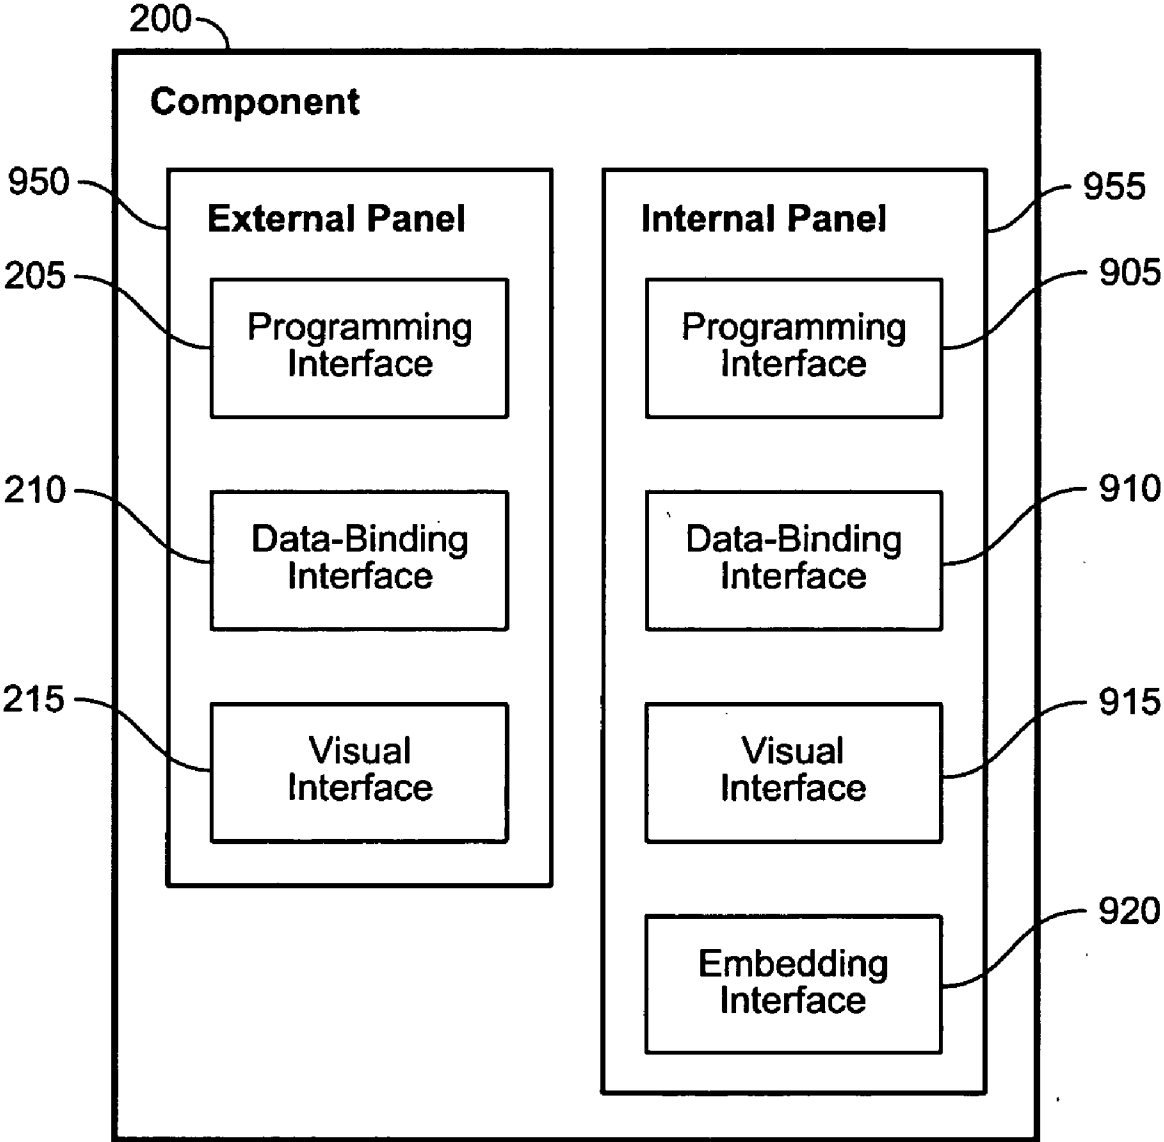 200
Component
950
External Panel
205
Programming
Interface
210
Data-Binding
Interface
215
Visual
Interface
955
Internal Panel
905
Programming
Interface
910
Data-Binding
Interface
915
Visual
Interface
920
Embedding
Interface